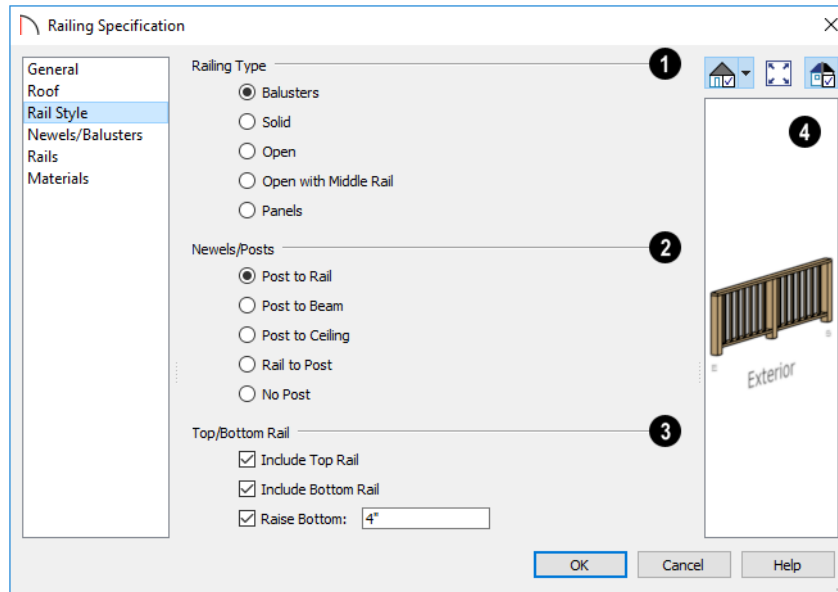 Railing Specification
General
Roof
Rail Style
Newels/Balusters
Rails
Materials
Railing Type
1
Balusters
Solid
Open
Open with Middle Rail
Panels
Newels/Posts
2
Post to Rail
Post to Beam
Post to Ceiling
Rail to Post
No Post
Top/Bottom Rail
3
Include Top Rail
Include Bottom Rail
Raise Bottom: 4"
4
Exterior
OK Cancel Help